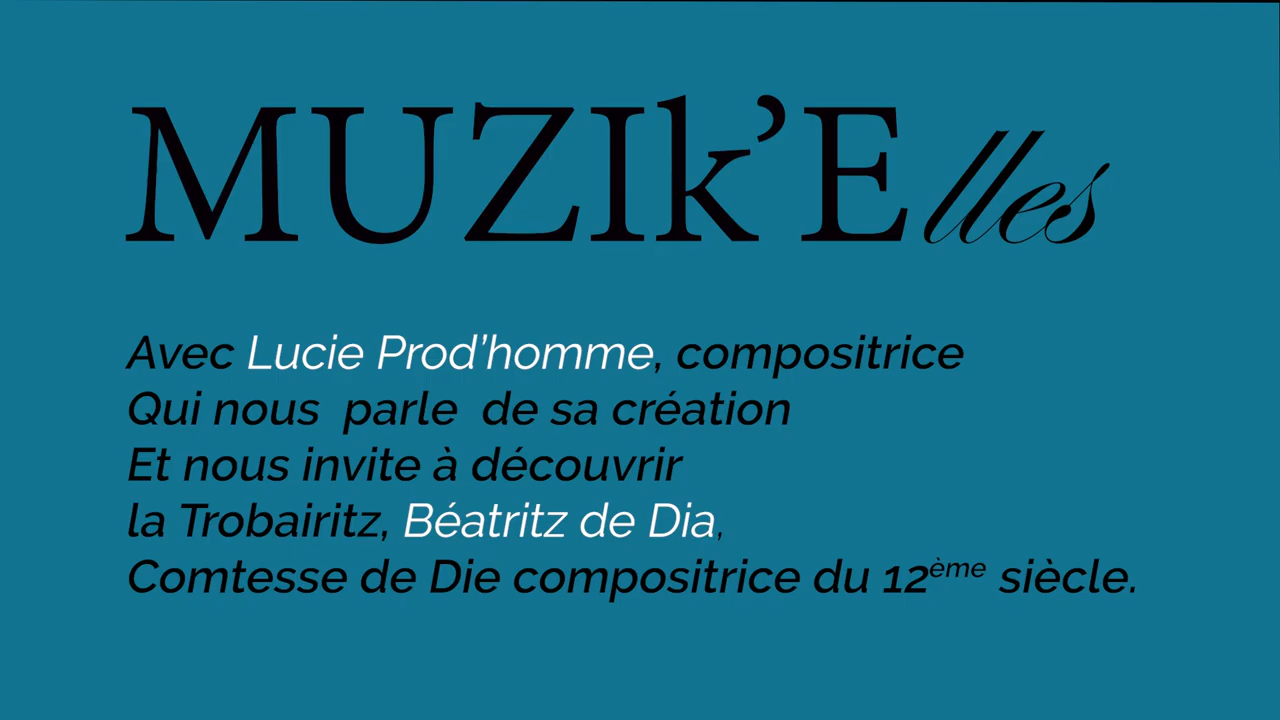 MUZIk’Elles
Avec Lucie Prod’homme, compositrice
Qui nous parle de sa création
Et nous invite à découvrir
la Trobairitz, Béatritz de Dia,
Comtesse de Die compositrice du 12ème siècle.